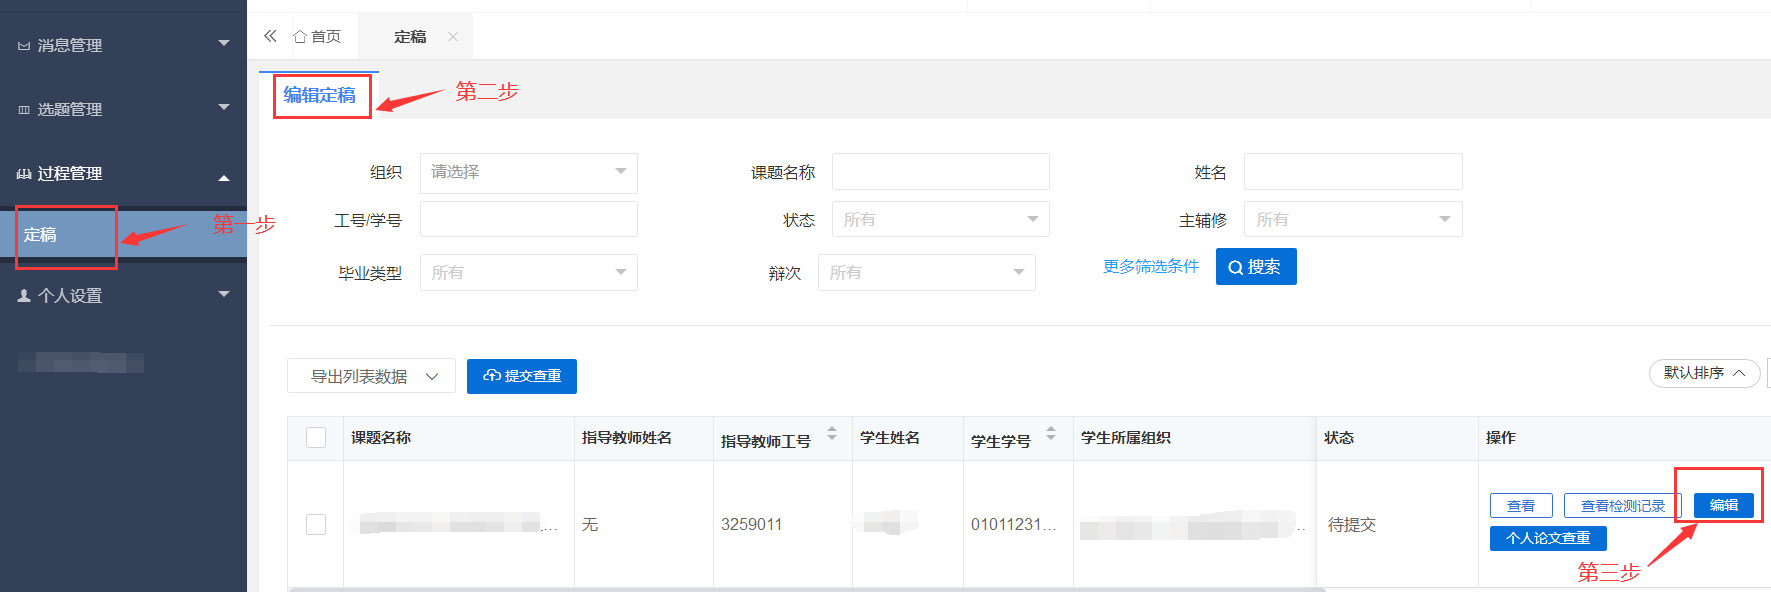 消息管理
选题管理
过程管理
定稿
第一步
个人设置
首页
定稿
编辑定稿
第二步
组织 请选择 课题名称 姓名
工号/学号 状态 所有 主辅修 所有
毕业类型 所有 辩次 所有 更多筛选条件 搜索
导出列表数据 提交查重 默认排序
课题名称 指导教师姓名 指导教师工号 学生姓名 学生学号 学生所属组织 状态 操作
... 无 3259011 01011231... .. 待提交 查看 查看检测记录 编辑
个人论文查重
第三步